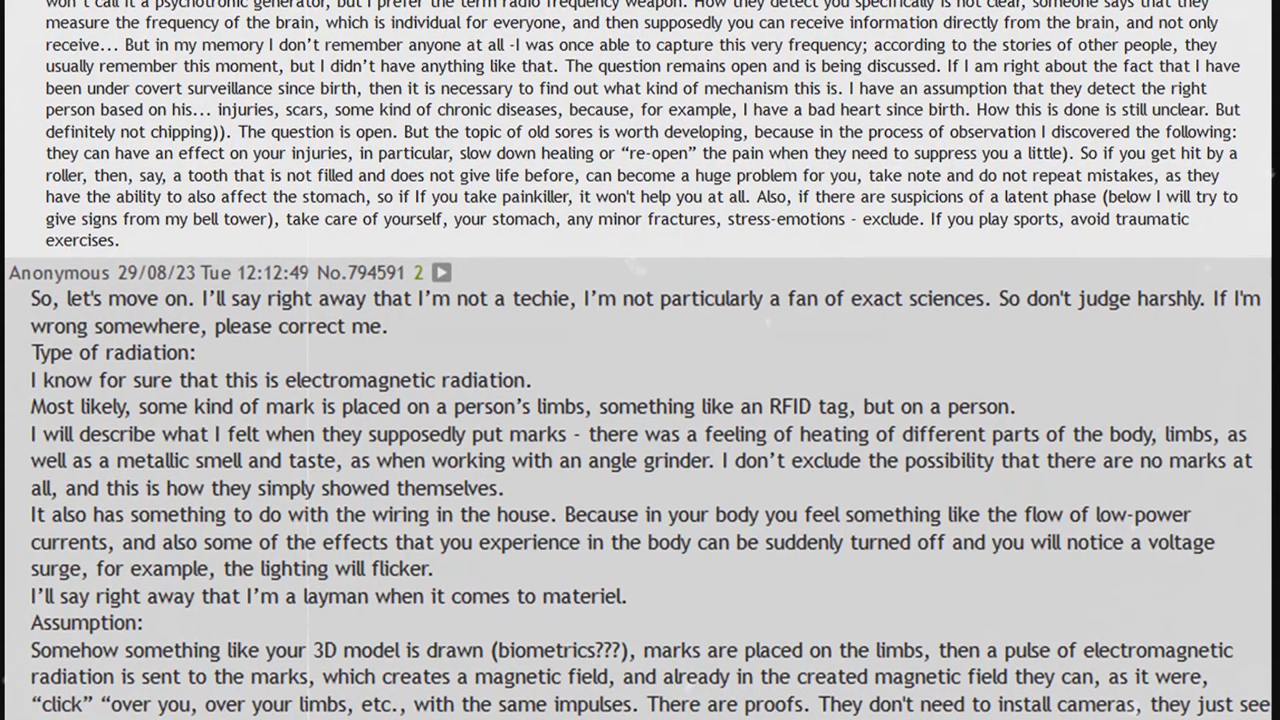 won't call it a psychotronic generator, but I prefer the term radio frequency weapon. How they detect you specifically is not clear, someone says that they
measure the frequency of the brain, which is individual for everyone, and then supposedly you can receive information directly from the brain, and not only
receive... But in my memory I don't remember anyone at all -I was once able to capture this very frequency; according to the stories of other people, they
usually remember this moment, but I didn't have anything like that. The question remains open and is being discussed. If I am right about the fact that I have
been under covert surveillance since birth, then it is necessary to find out what kind of mechanism this is. I have an assumption that they detect the right
person based on his... injuries, scars, some kind of chronic diseases, because, for example, I have a bad heart since birth. How this is done is still unclear. But
definitely not chipping)). The question is open. But the topic of old sores is worth developing, because in the process of observation I discovered the following:
they can have an effect on your injuries, in particular, slow down healing or “re-open” the pain when they need to suppress you a little). So if you get hit by a
roller, then, say, a tooth that is not filled and does not give life before, can become a huge problem for you, take note and do not repeat mistakes, as they
have the ability to also affect the stomach, so if If you take painkiller, it won't help you at all. Also, if there are suspicions of a latent phase (below I will try to
give signs from my bell tower), take care of yourself, your stomach, any minor fractures, stress-emotions - exclude. If you play sports, avoid traumatic
exercises.
Anonymous 29/08/23 Tue 12:12:49 No.794591 2
So, let's move on. I’ll say right away that I’m not a techie, I’m not particularly a fan of exact sciences. So don't judge harshly. If I'm
wrong somewhere, please correct me.
Type of radiation:
I know for sure that this is electromagnetic radiation.
Most likely, some kind of mark is placed on a person’s limbs, something like an RFID tag, but on a person.
I will describe what I felt when they supposedly put marks - there was a feeling of heating of different parts of the body, limbs, as
well as a metallic smell and taste, as when working with an angle grinder. I don’t exclude the possibility that there are no marks at
all, and this is how they simply showed themselves.
It also has something to do with the wiring in the house. Because in your body you feel something like the flow of low-power
currents, and also some of the effects that you experience in the body can be suddenly turned off and you will notice a voltage
surge, for example, the lighting will flicker.
I’ll say right away that I’m a layman when it comes to materiel.
Assumption:
Somehow something like your 3D model is drawn (biometrics???), marks are placed on the limbs, then a pulse of electromagnetic
radiation is sent to the marks, which creates a magnetic field, and already in the created magnetic field they can, as it were,
“click” “over you, over your limbs, etc., with the same impulses. There are proofs. They don't need to install cameras, they just see